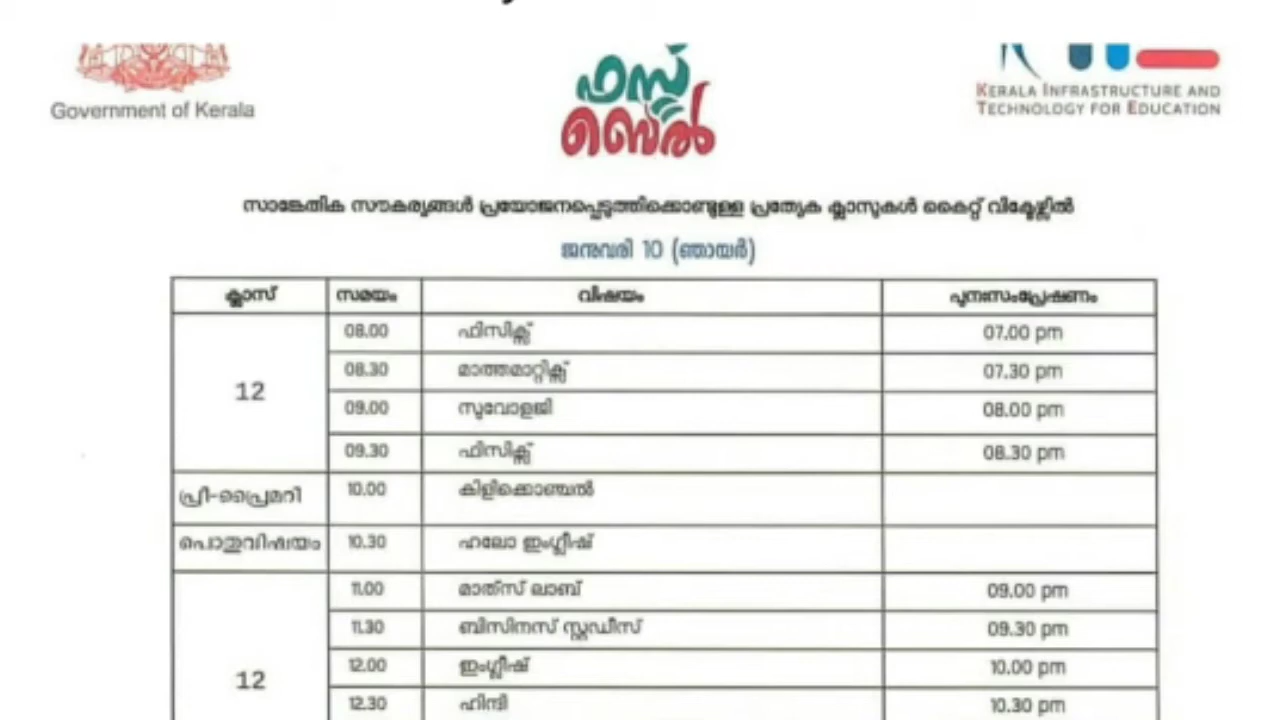 Government of Kerala
ഫസ്റ്റ്
ബെൽ
KERALA INFRASTRUCTURE AND
TECHNOLOGY FOR EDUCATION
സാങ്കേതിക സൗകര്യങ്ങൾ പ്രയോജനപ്പെടുത്തിക്കൊണ്ടുള്ള പ്രത്യേക ക്ലാസുകൾ കൈറ്റ് വിക്ടേഴ്സിൽ
ജനുവരി 10 (ഞായർ)
ക്ലാസ് സമയം വിഷയം പുനഃസംപ്രേഷണം
12
08.00 ഫിസിക്സ് 07.00 pm
08.30 മാത്തമാറ്റിക്സ് 07.30 pm
09.00 സുവോളജി 08.00 pm
09.30 ഫിസിക്സ് 08.30 pm
പ്രീ-പ്രൈമറി 10.00 കിളിക്കൊഞ്ചൽ
പൊതുവിഷയം 10.30 ഹലോ ഇംഗ്ലീഷ്
12
11.00 മാത്‌സ് ലാബ് 09.00 pm
11.30 ബിസിനസ് സ്റ്റഡീസ് 09.30 pm
12.00 ഇംഗ്ലീഷ് 10.00 pm
12.30 ഹിന്ദി 10.30 pm